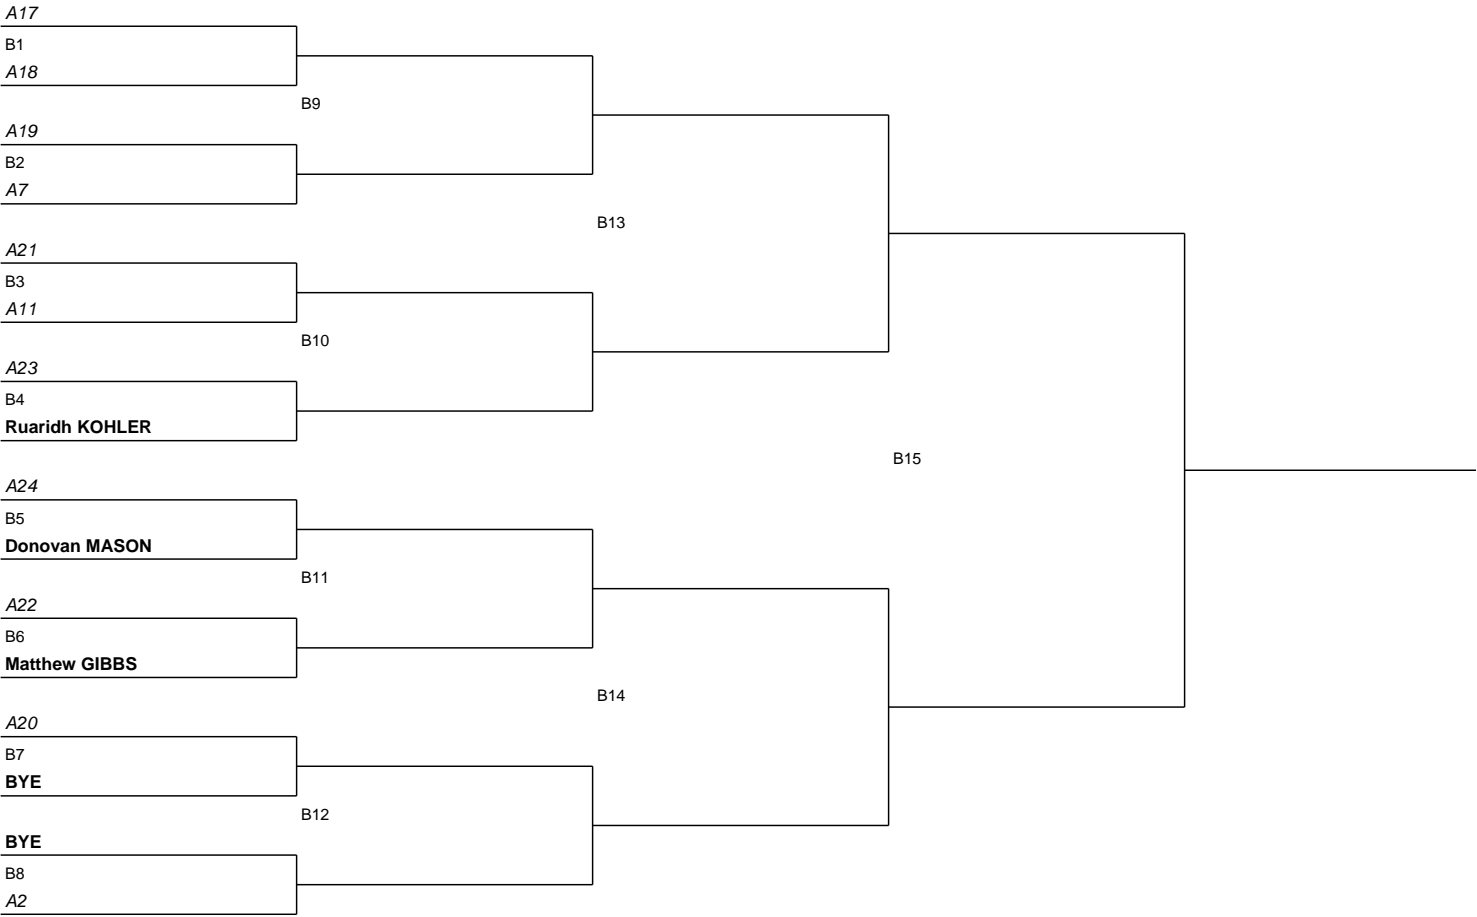 A17
B1
A18
B9
A19
B2
A7
B13
A21
B3
A11
B10
A23
B4
Ruaridh KOHLER
B15
A24
B5
Donovan MASON
B11
A22
B6
Matthew GIBBS
B14
A20
B7
BYE
B12
BYE
B8
A2